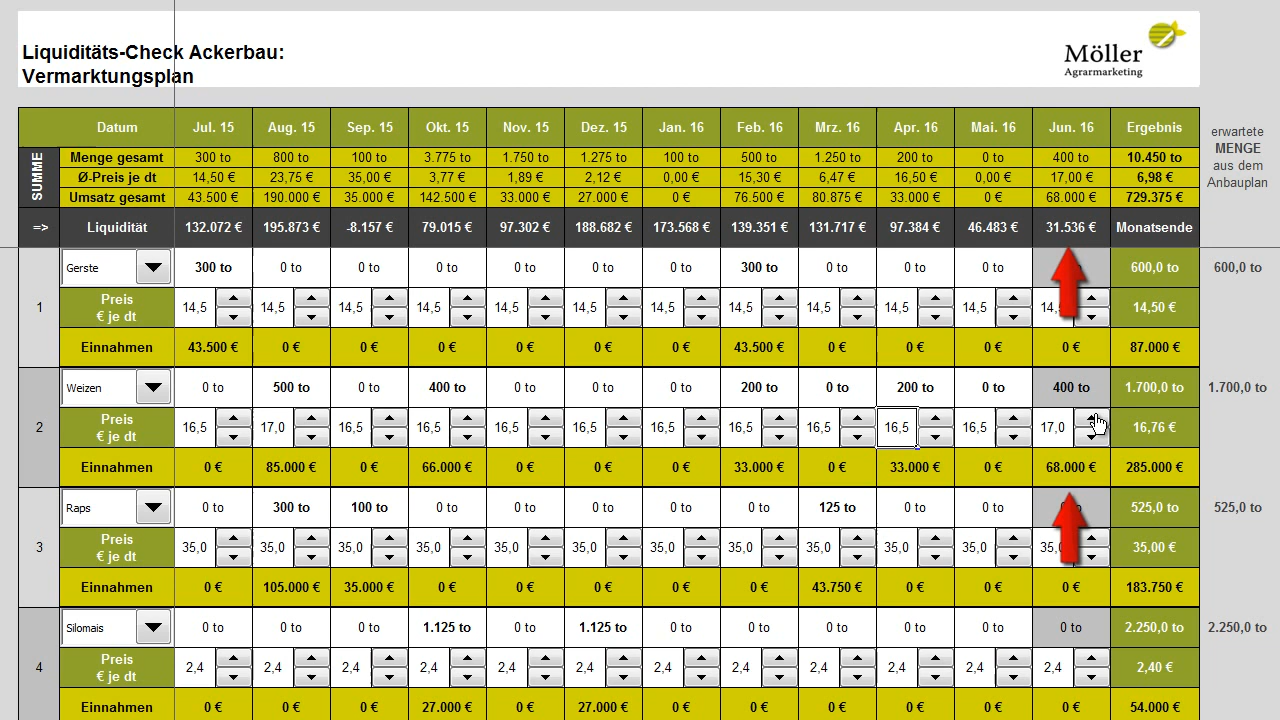 Liquiditäts-Check Ackerbau:
Vermarktungsplan
Möller
Agrarmarketing
Datum Jul. 15 Aug. 15 Sep. 15 Okt. 15 Nov. 15 Dez. 15 Jan. 16 Feb. 16 Mrz. 16 Apr. 16 Mai. 16 Jun. 16 Ergebnis
erwartete
MENGE
aus dem
Anbauplan
SUMME
Menge gesamt 300 to 800 to 100 to 3.775 to 1.750 to 1.275 to 100 to 500 to 1.250 to 200 to 0 to 400 to 10.450 to
Ø-Preis je dt 14,50 € 23,75 € 35,00 € 3,77 € 1,89 € 2,12 € 0,00 € 15,30 € 6,47 € 16,50 € 0,00 € 17,00 € 6,98 €
Umsatz gesamt 43.500 € 190.000 € 35.000 € 142.500 € 33.000 € 27.000 € 0 € 76.500 € 80.875 € 33.000 € 0 € 68.000 € 729.375 €
=> Liquidität 132.072 € 195.873 € -8.157 € 79.015 € 97.302 € 188.682 € 173.568 € 139.351 € 131.717 € 97.384 € 46.483 € 31.536 € Monatsende
1 Gerste 300 to 0 to 0 to 0 to 0 to 0 to 0 to 300 to 0 to 0 to 0 to 600,0 to 600,0 to
Preis
€ je dt 14,5 14,5 14,5 14,5 14,5 14,5 14,5 14,5 14,5 14,5 14,5 14,50 €
Einnahmen 43.500 € 0 € 0 € 0 € 0 € 0 € 0 € 43.500 € 0 € 0 € 0 € 0 € 87.000 €
2 Weizen 0 to 500 to 0 to 400 to 0 to 0 to 0 to 200 to 0 to 200 to 0 to 400 to 1.700,0 to 1.700,0 to
Preis
€ je dt 16,5 17,0 16,5 16,5 16,5 16,5 16,5 16,5 16,5 16,5 16,5 17,0 16,76 €
Einnahmen 0 € 85.000 € 0 € 66.000 € 0 € 0 € 0 € 33.000 € 0 € 33.000 € 0 € 68.000 € 285.000 €
3 Raps 0 to 300 to 100 to 0 to 0 to 0 to 0 to 0 to 125 to 0 to 0 to 525,0 to 525,0 to
Preis
€ je dt 35,0 35,0 35,0 35,0 35,0 35,0 35,0 35,0 35,0 35,0 35,0 35,00 €
Einnahmen 0 € 105.000 € 35.000 € 0 € 0 € 0 € 0 € 0 € 43.750 € 0 € 0 € 0 € 183.750 €
4 Silomais 0 to 0 to 0 to 1.125 to 0 to 1.125 to 0 to 0 to 0 to 0 to 0 to 0 to 2.250,0 to 2.250,0 to
Preis
€ je dt 2,4 2,4 2,4 2,4 2,4 2,4 2,4 2,4 2,4 2,4 2,4 2,4 2,40 €
Einnahmen 0 € 0 € 0 € 27.000 € 0 € 27.000 € 0 € 0 € 0 € 0 € 0 € 0 € 54.000 €